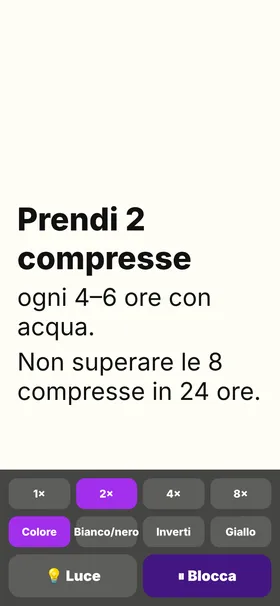 Prendi 2
compresse
ogni 4–6 ore con
acqua.
Non superare le 8
compresse in 24 ore.
1×
2×
4×
8×
Colore
Bianco/nero
Inverti
Giallo
💡 Luce
⏸ Blocca